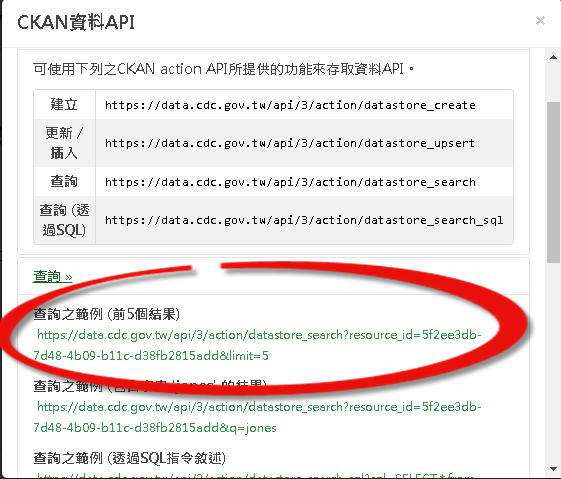 CKAN資料API
×
可使用下列之CKAN action API所提供的功能來存取資料API。
建立 https://data.cdc.gov.tw/api/3/action/datastore_create
更新 /
插入 https://data.cdc.gov.tw/api/3/action/datastore_upsert
查詢 https://data.cdc.gov.tw/api/3/action/datastore_search
查詢 (透
過SQL) https://data.cdc.gov.tw/api/3/action/datastore_search_sql
查詢 »
查詢之範例 (前5個結果)
https://data.cdc.gov.tw/api/3/action/datastore_search?resource_id=5f2ee3db-
7d48-4b09-b11c-d38fb2815add&limit=5
查詢之範例 'jones' 的結果)
https://data.cdc.gov.tw/api/3/action/datastore_search?resource_id=5f2ee3db-
7d48-4b09-b11c-d38fb2815add&q=jones
查詢之範例 (透過SQL指令敘述)